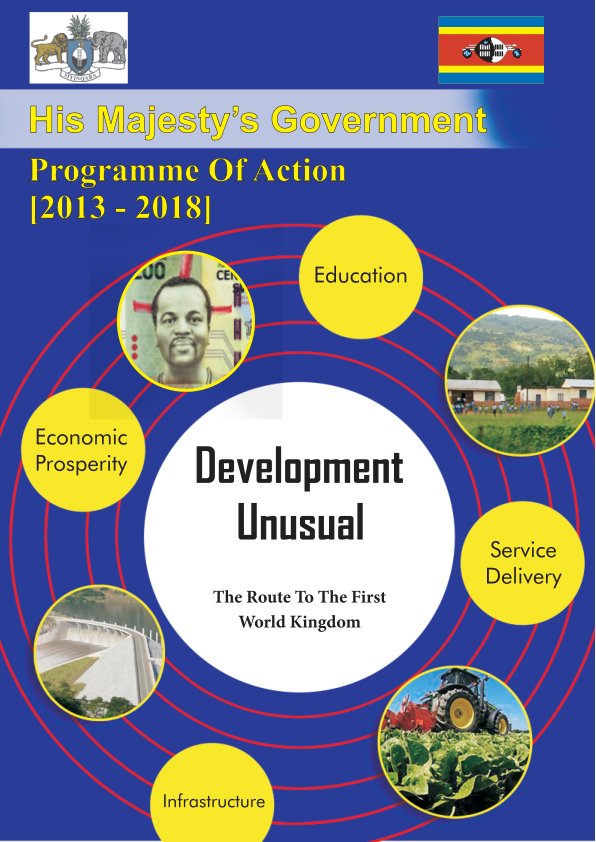 SIYINQABA
His Majesty's Government
Programme Of Action
[2013 - 2018]
Education
Economic
Prosperity
Development
Unusual
The Route To The First
World Kingdom
Service
Delivery
Infrastructure